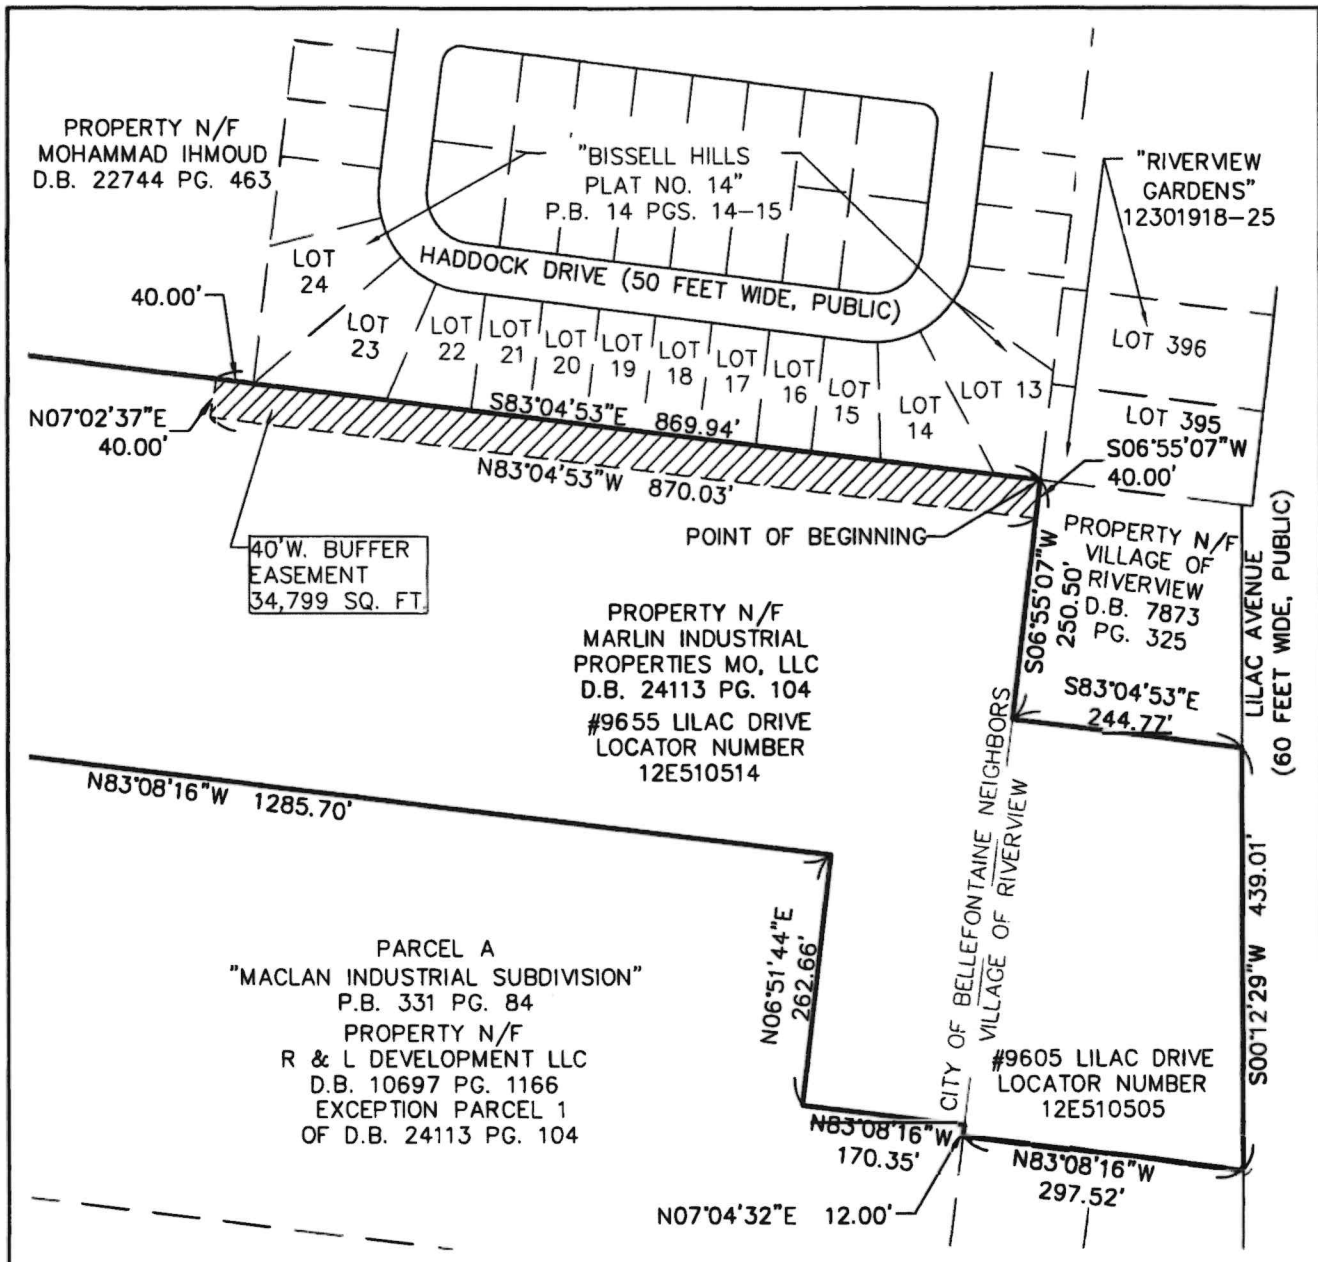 PROPERTY N/F
MOHAMMAD IHMOUD
D.B. 22744 PG. 463
"BISSELL HILLS
PLAT NO. 14"
P.B. 14 PGS. 14-15
"RIVERVIEW
GARDENS"
12301918-25
HADDOCK DRIVE (50 FEET WIDE, PUBLIC)
LOT
24
LOT
23
LOT
22
LOT
21
LOT
20
LOT
19
LOT
18
LOT
17
LOT
16
LOT
15
LOT
14
LOT 13
LOT 396
LOT 395
40.00'
N07°02'37"E
40.00'
S83°04'53"E 869.94'
N83°04'53"W 870.03'
S06°55'07"W
40.00'
POINT OF BEGINNING
40'W. BUFFER
EASEMENT
34,799 SQ. FT.
PROPERTY N/F
VILLAGE OF
RIVERVIEW
D.B. 7873
PG. 325
S06°55'07"W
250.50'
LILAC AVENUE
(60 FEET WIDE, PUBLIC)
PROPERTY N/F
MARLIN INDUSTRIAL
PROPERTIES MO, LLC
D.B. 24113 PG. 104
#9655 LILAC DRIVE
LOCATOR NUMBER
12E510514
S83°04'53"E
244.77'
N83°08'16"W 1285.70'
CITY OF BELLEFONTAINE NEIGHBORS
VILLAGE OF RIVERVIEW
S00°12'29"W 439.01'
N06°51'44"E
262.66'
PARCEL A
"MACLAN INDUSTRIAL SUBDIVISION"
P.B. 331 PG. 84
PROPERTY N/F
R & L DEVELOPMENT LLC
D.B. 10697 PG. 1166
EXCEPTION PARCEL 1
OF D.B. 24113 PG. 104
#9605 LILAC DRIVE
LOCATOR NUMBER
12E510505
N83°08'16"W
170.35'
N83°08'16"W
297.52'
N07°04'32"E 12.00'